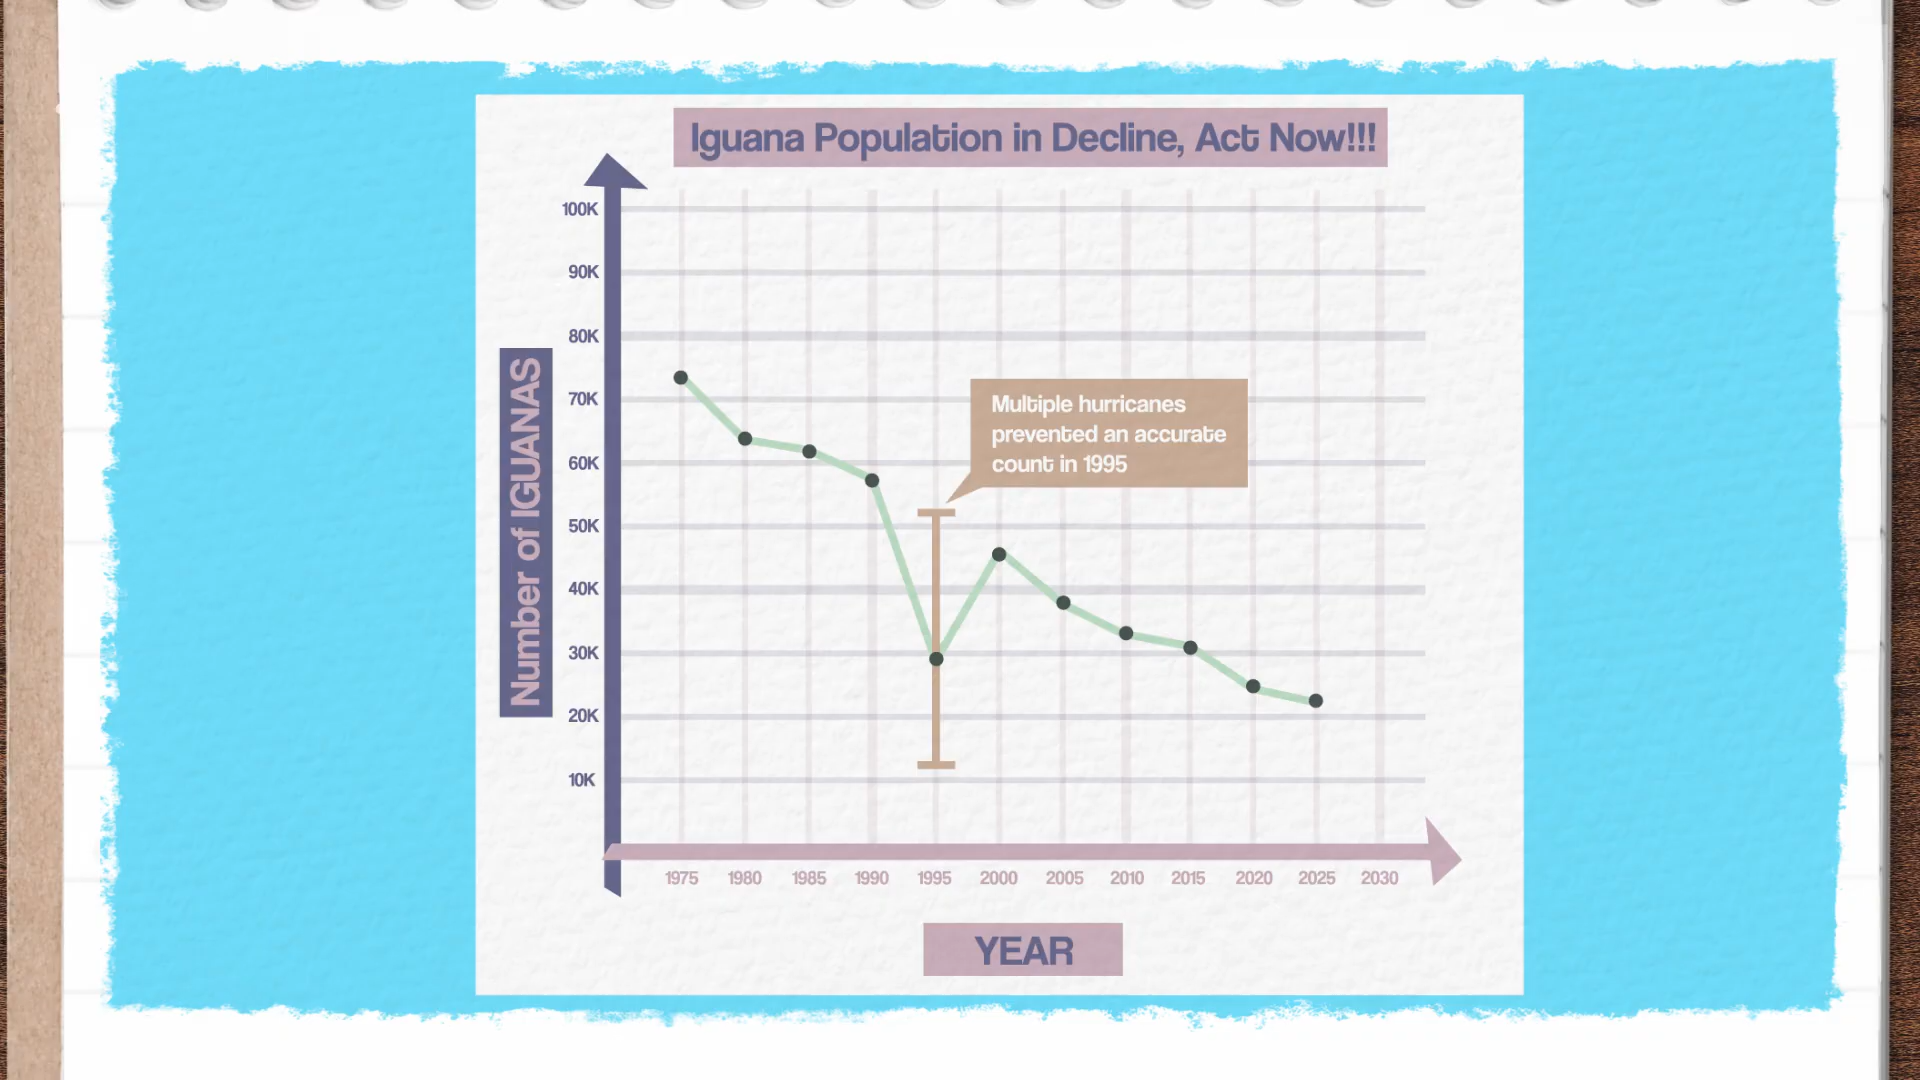 Iguana Population in Decline, Act Now!!!
100K
90K
80K
70K
60K
50K
40K
30K
20K
10K
Number of IGUANAS
Multiple hurricanes
prevented an accurate
count in 1995
1975 1980 1985 1990 1995 2000 2005 2010 2015 2020 2025 2030
YEAR